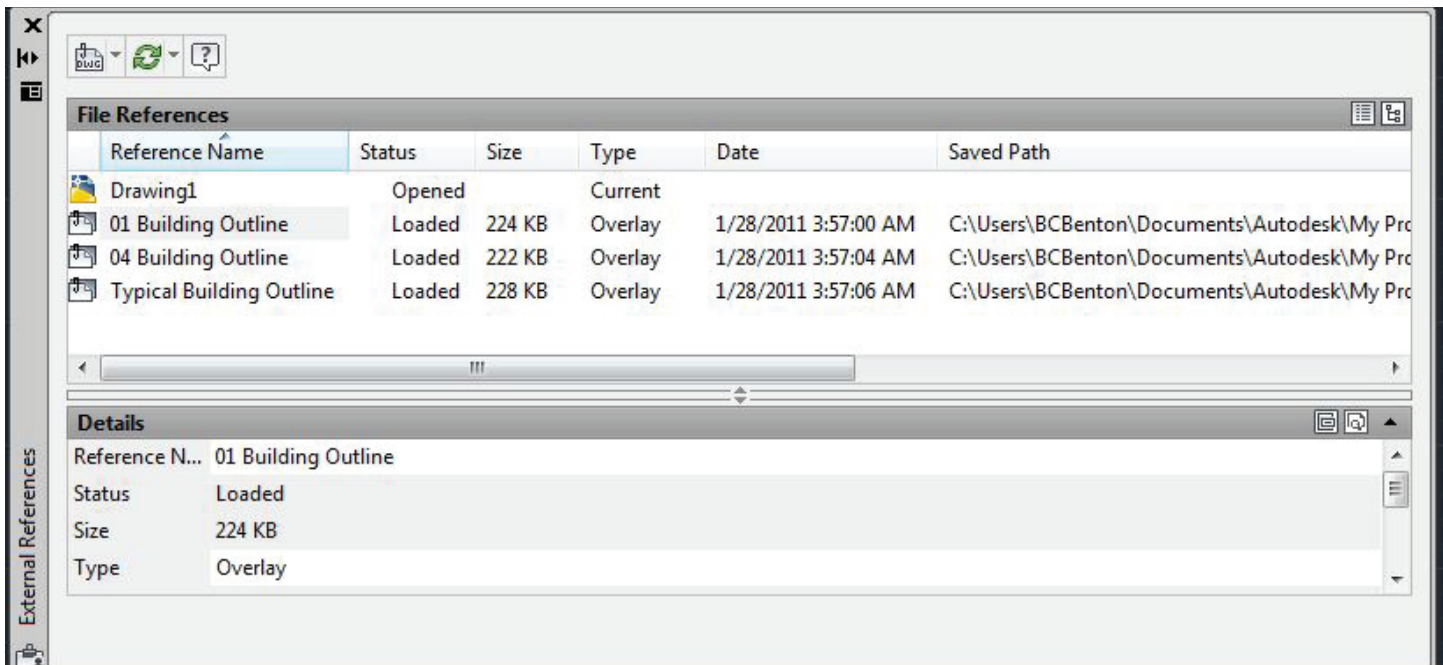 DWG
File References
Reference Name Status Size Type Date Saved Path
Drawing1 Opened Current
01 Building Outline Loaded 224 KB Overlay 1/28/2011 3:57:00 AM C:\Users\BCBenton\Documents\Autodesk\My Pro
04 Building Outline Loaded 222 KB Overlay 1/28/2011 3:57:04 AM C:\Users\BCBenton\Documents\Autodesk\My Pro
Typical Building Outline Loaded 228 KB Overlay 1/28/2011 3:57:06 AM C:\Users\BCBenton\Documents\Autodesk\My Pro
Details
Reference N... 01 Building Outline
Status Loaded
Size 224 KB
Type Overlay
External References